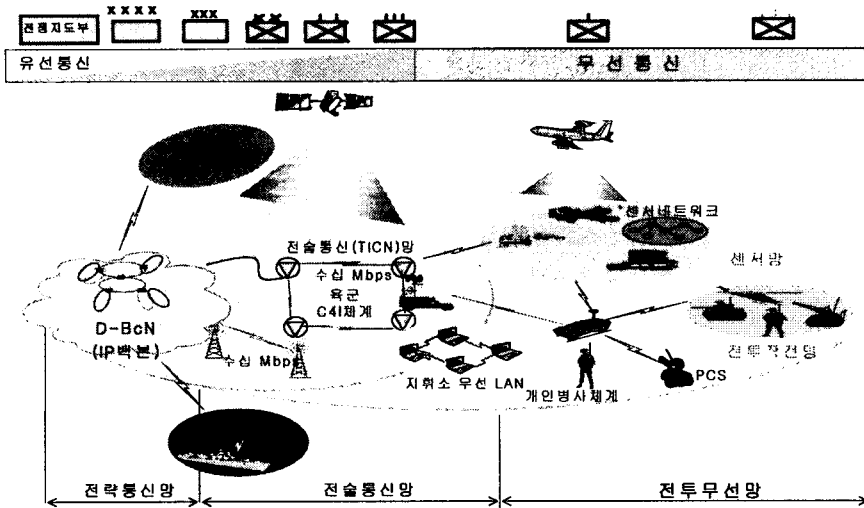 전쟁지도부
xxxx
xxx
유선통신
무선통신
센서네트워크
전술통신(TICN)망
수십 Mbps
육군
C4I체계
센서망
D-BcN
(IP백본)
수십 Mbps
지휘소 무선 LAN
개인병사체계
PCS
전략통신망
전술통신망
전투무선망